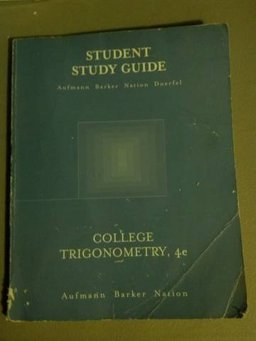 STUDENT
STUDY GUIDE
Aufmann Barker Nation Doerfel
COLLEGE
TRIGONOMETRY, 4e
Aufmann Barker Nation